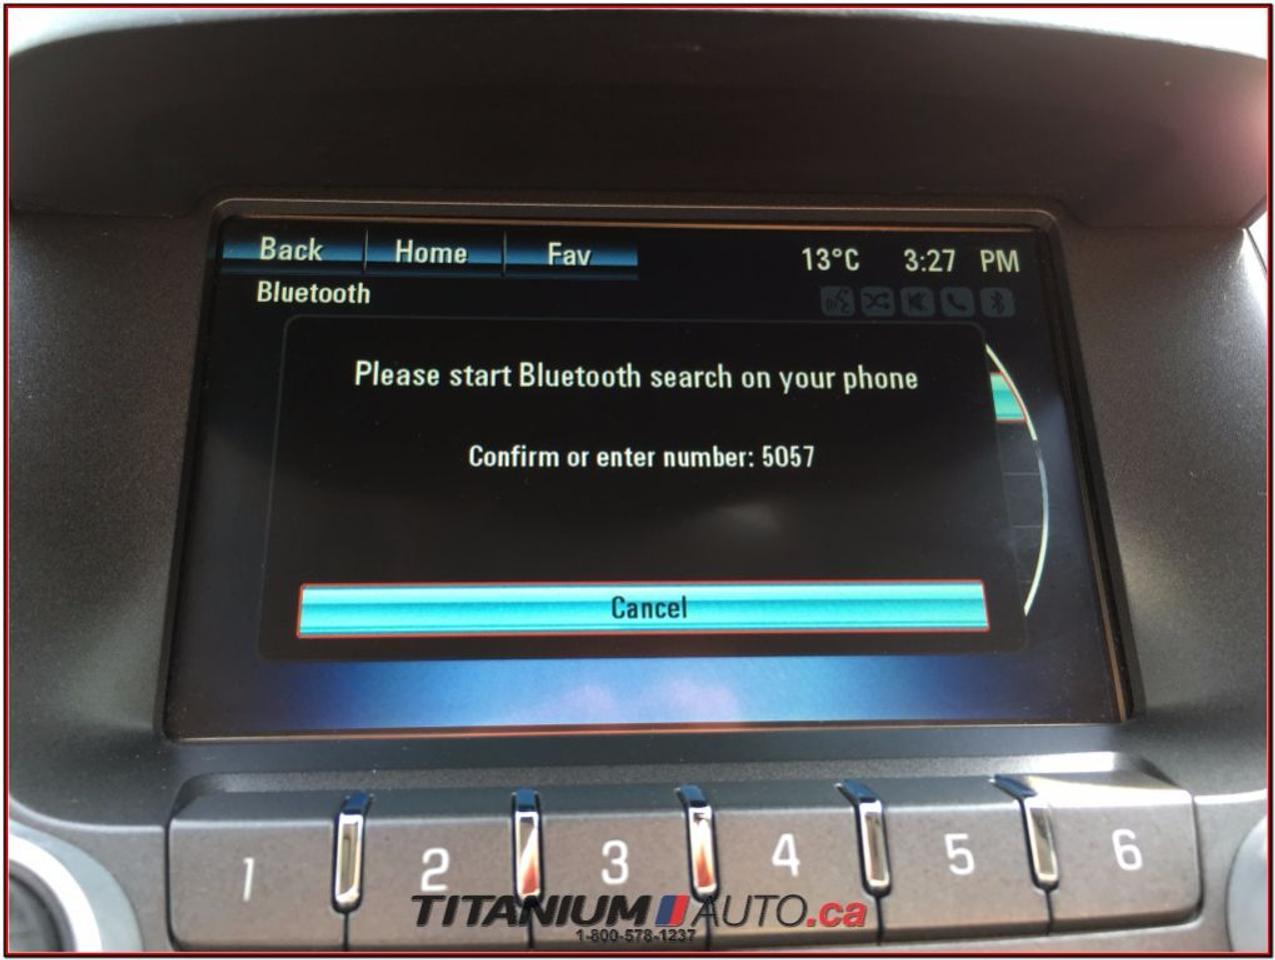 Back Home Fav 13°C 3:27 PM
Bluetooth
Please start Bluetooth search on your phone
Confirm or enter number: 5057
Cancel
1 2 3 4 5 6
TITANIUM AUTO.ca
1-800-578-1237